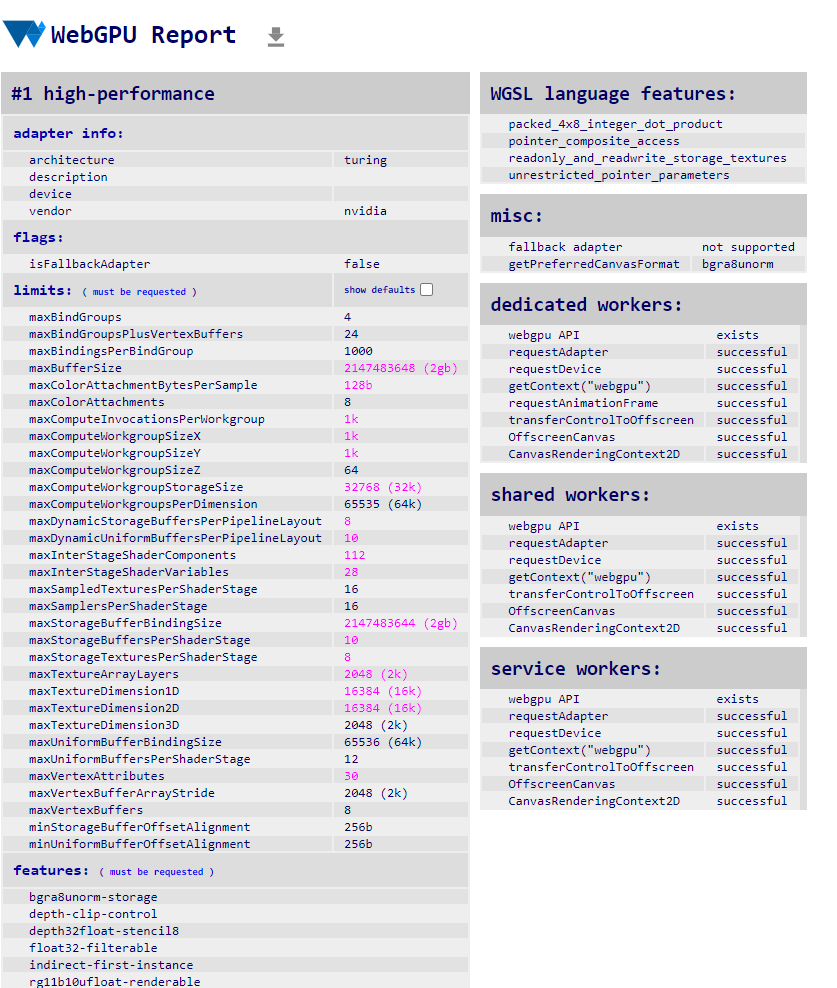 WebGPU Report
#1 high-performance
adapter info:
architecture turing
description
device
vendor nvidia
flags:
isFallbackAdapter false
limits: ( must be requested ) show defaults
maxBindGroups 4
maxBindGroupsPlusVertexBuffers 24
maxBindingsPerBindGroup 1000
maxBufferSize 2147483648 (2gb)
maxColorAttachmentBytesPerSample 128b
maxColorAttachments 8
maxComputeInvocationsPerWorkgroup 1k
maxComputeWorkgroupSizeX 1k
maxComputeWorkgroupSizeY 1k
maxComputeWorkgroupSizeZ 64
maxComputeWorkgroupStorageSize 32768 (32k)
maxComputeWorkgroupsPerDimension 65535 (64k)
maxDynamicStorageBuffersPerPipelineLayout 8
maxDynamicUniformBuffersPerPipelineLayout 10
maxInterStageShaderComponents 112
maxInterStageShaderVariables 28
maxSampledTexturesPerShaderStage 16
maxSamplersPerShaderStage 16
maxStorageBufferBindingSize 2147483644 (2gb)
maxStorageBuffersPerShaderStage 10
maxStorageTexturesPerShaderStage 8
maxTextureArrayLayers 2048 (2k)
maxTextureDimension1D 16384 (16k)
maxTextureDimension2D 16384 (16k)
maxTextureDimension3D 2048 (2k)
maxUniformBufferBindingSize 65536 (64k)
maxUniformBuffersPerShaderStage 12
maxVertexAttributes 30
maxVertexBufferArrayStride 2048 (2k)
maxVertexBuffers 8
minStorageBufferOffsetAlignment 256b
minUniformBufferOffsetAlignment 256b
features: ( must be requested )
bgra8unorm-storage
depth-clip-control
depth32float-stencil8
float32-filterable
indirect-first-instance
rg11b10ufloat-renderable
WGSL language features:
packed_4x8_integer_dot_product
pointer_composite_access
readonly_and_readwrite_storage_textures
unrestricted_pointer_parameters
misc:
fallback adapter not supported
getPreferredCanvasFormat bgra8unorm
dedicated workers:
webgpu API exists
requestAdapter successful
requestDevice successful
getContext("webgpu") successful
requestAnimationFrame successful
transferControlToOffscreen successful
OffscreenCanvas successful
CanvasRenderingContext2D successful
shared workers:
webgpu API exists
requestAdapter successful
requestDevice successful
getContext("webgpu") successful
transferControlToOffscreen successful
OffscreenCanvas successful
CanvasRenderingContext2D successful
service workers:
webgpu API exists
requestAdapter successful
requestDevice successful
getContext("webgpu") successful
transferControlToOffscreen successful
OffscreenCanvas successful
CanvasRenderingContext2D successful